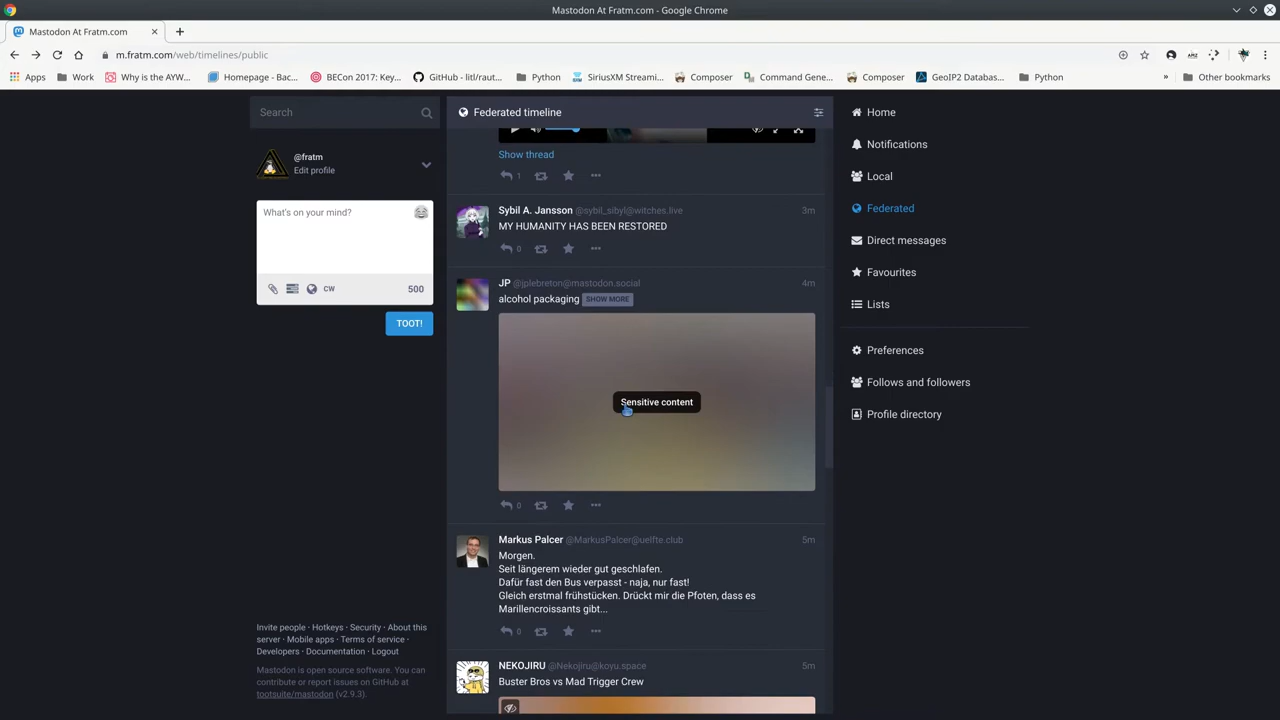 Mastodon At Fratm.com - Google Chrome
Mastodon At Fratm.com
m.fratm.com/web/timelines/public
Apps
Work
Why is the AYW...
Homepage - Bac...
BECon 2017: Key...
GitHub - litl/raut...
Python
SiriusXM Streami...
Composer
Command Gene...
Composer
GeoIP2 Databas...
Python
»
Other bookmarks
Search
@fratm
Edit profile
What's on your mind?
CW
500
TOOT!
Invite people · Hotkeys · Security · About this
server · Mobile apps · Terms of service ·
Developers · Documentation · Logout
Mastodon is open source software. You can
contribute or report issues on GitHub at
tootsuite/mastodon (v2.9.3).
Federated timeline
Show thread
1
Sybil A. Jansson @sybil_sibyl@witches.live 3m
MY HUMANITY HAS BEEN RESTORED
0
JP @jplebreton@mastodon.social 4m
alcohol packaging SHOW MORE
Sensitive content
0
Markus Palcer @MarkusPalcer@uelfte.club 5m
Morgen.
Seit längerem wieder gut geschlafen.
Dafür fast den Bus verpasst - naja, nur fast!
Gleich erstmal frühstücken. Drückt mir die Pfoten, dass es
Marillencroissants gibt...
0
NEKOJIRU @Nekojiru@koyu.space 5m
Buster Bros vs Mad Trigger Crew
Home
Notifications
Local
Federated
Direct messages
Favourites
Lists
Preferences
Follows and followers
Profile directory